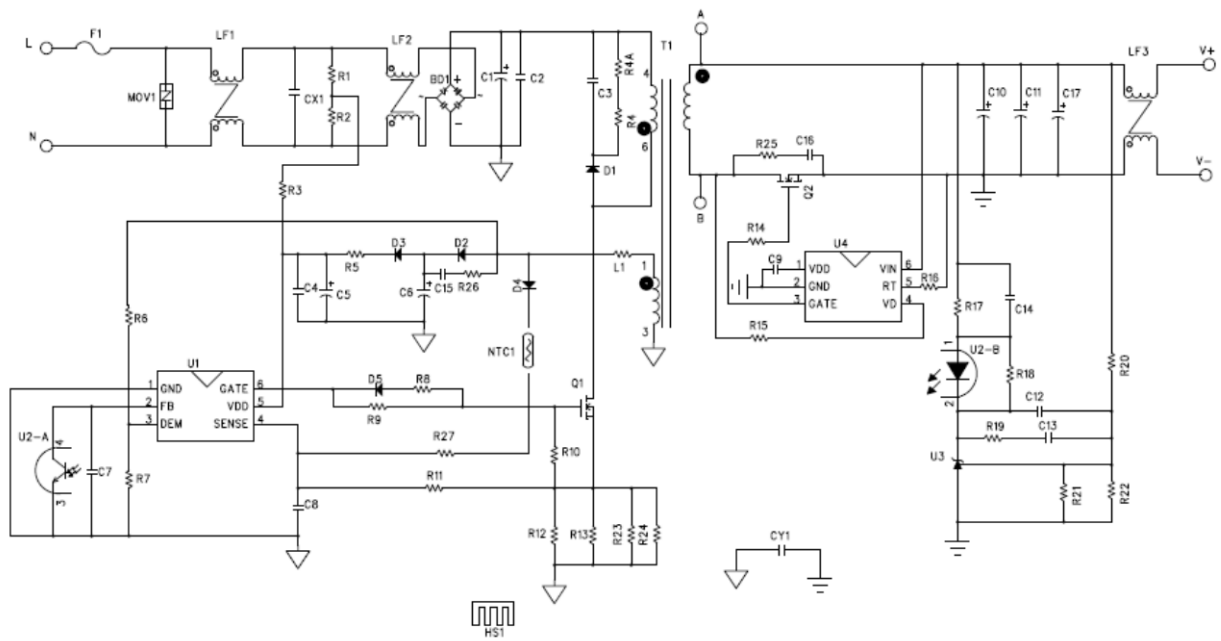 A
L
F1
LF1
LF2
T1
LF3
V+
BD1
+
~
~
-
C1
+
C2
C3
R4A
R4
4
6
R1
R2
CX1
MOV1
C10
+
C11
+
C17
+
N
D1
R25
C16
Q2
V-
R3
B
R14
U4
D3
D2
R5
C4
C5
+
C6
+
C15
R26
D4
L1
1
3
C9
1
VDD
VIN
6
2
GND
RT
5
R16
3
GATE
VD
4
R15
R17
C14
R6
NTC1
1
U2-B
2
R18
R20
U1
1
GND
GATE
6
2
FB
VDD
5
3
DEM
SENSE
4
D5
R8
R9
Q1
C12
R19
C13
U2-A
4
3
C7
R7
R27
R10
R11
C8
U3
R21
R22
R12
R13
R23
R24
CY1
HS1